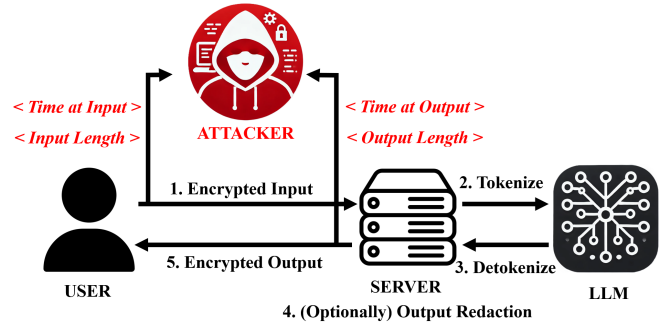 < Time at Input >
< Time at Output >
< Input Length >
ATTACKER
< Output Length >
1. Encrypted Input
2. Tokenize
5. Encrypted Output
3. Detokenize
USER
SERVER
LLM
4. (Optionally) Output Redaction